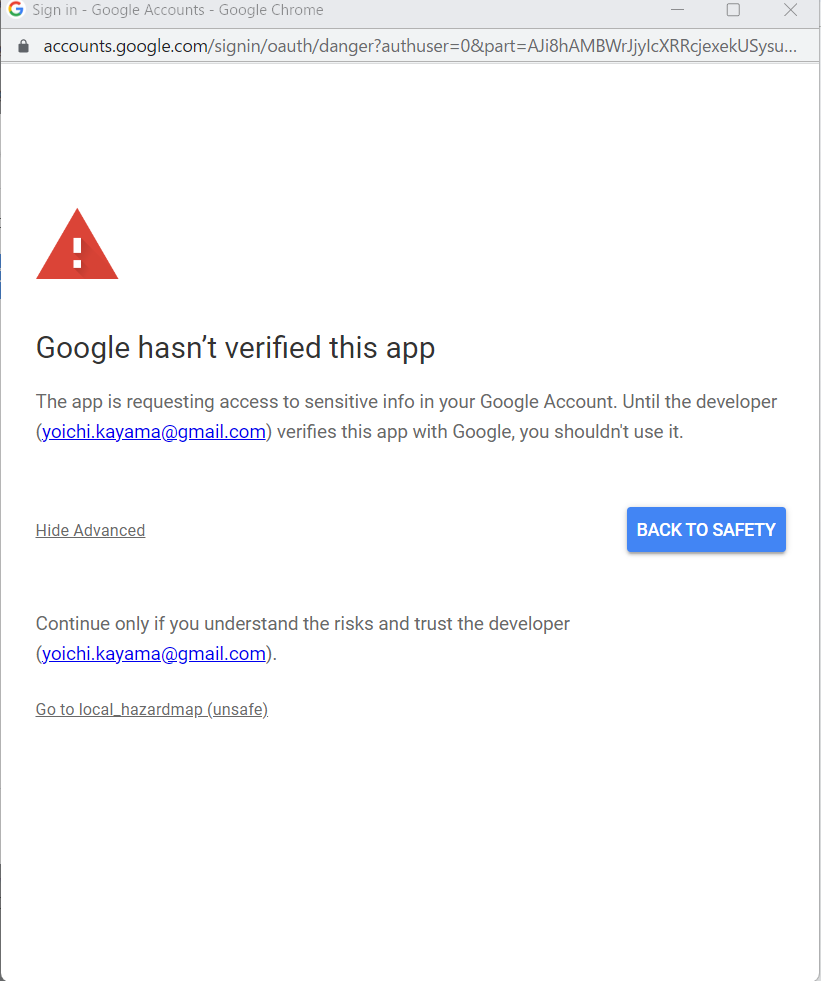 Sign in - Google Accounts - Google Chrome
accounts.google.com/signin/oauth/danger?authuser=0&part=AJi8hAMBWrJjyIcXRRcjexekUSysu...
Google hasn’t verified this app
The app is requesting access to sensitive info in your Google Account. Until the developer
(yoichi.kayama@gmail.com) verifies this app with Google, you shouldn't use it.
Hide Advanced
BACK TO SAFETY
Continue only if you understand the risks and trust the developer
(yoichi.kayama@gmail.com).
Go to local_hazardmap (unsafe)